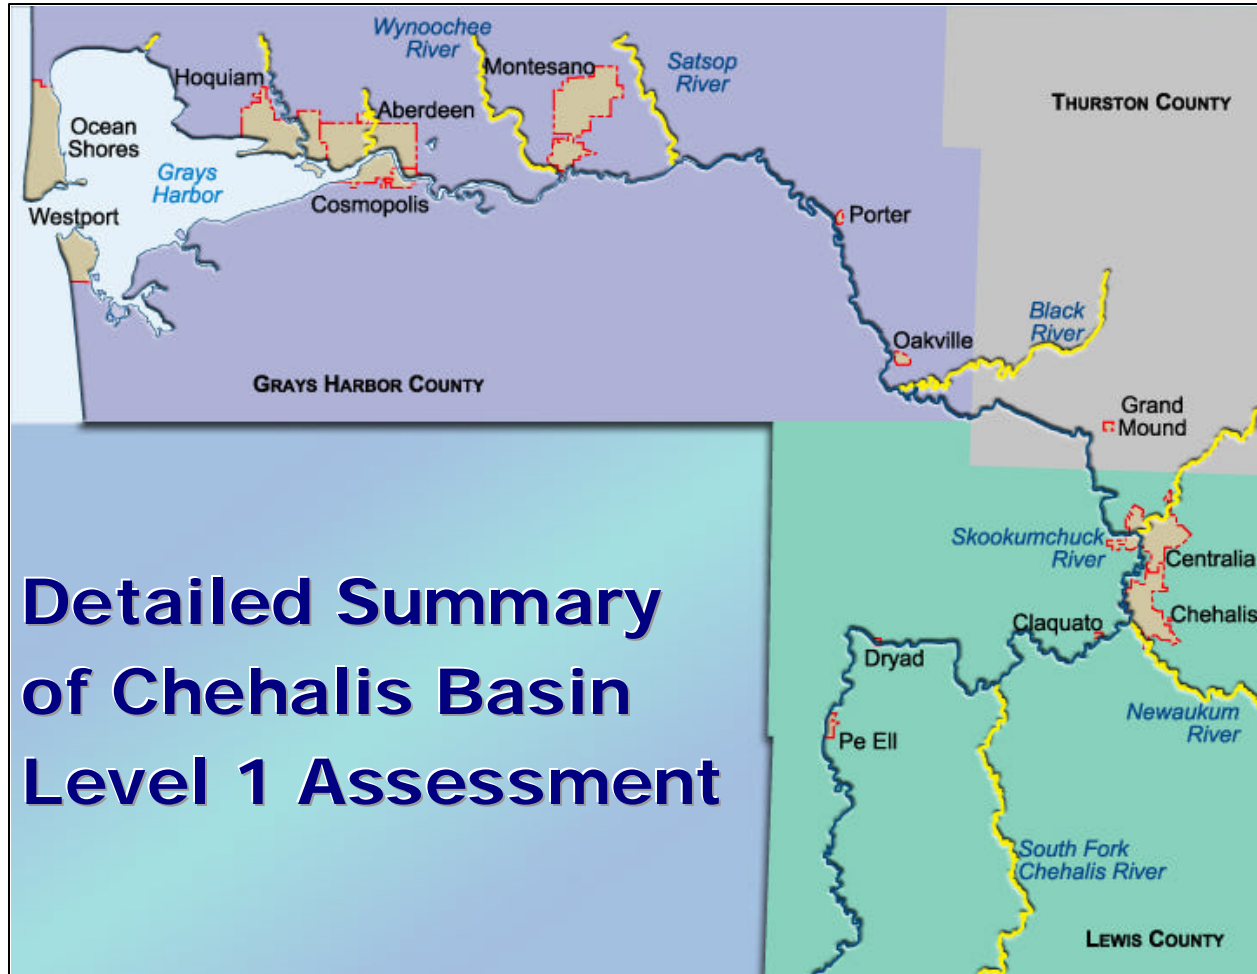 Wynoochee
River
Hoquiam
Montesano
Satsop
River
Aberdeen
THURSTON COUNTY
Ocean
Shores
Grays
Harbor
Cosmopolis
Westport
Porter
Black
River
Oakville
GRAYS HARBOR COUNTY
Grand
Mound
Skookumchuck
River
Centralia
Claquato
Chehalis
Dryad
Newaukum
River
Pe Ell
South Fork
Chehalis River
LEWIS COUNTY
Detailed Summary
of Chehalis Basin
Level 1 Assessment